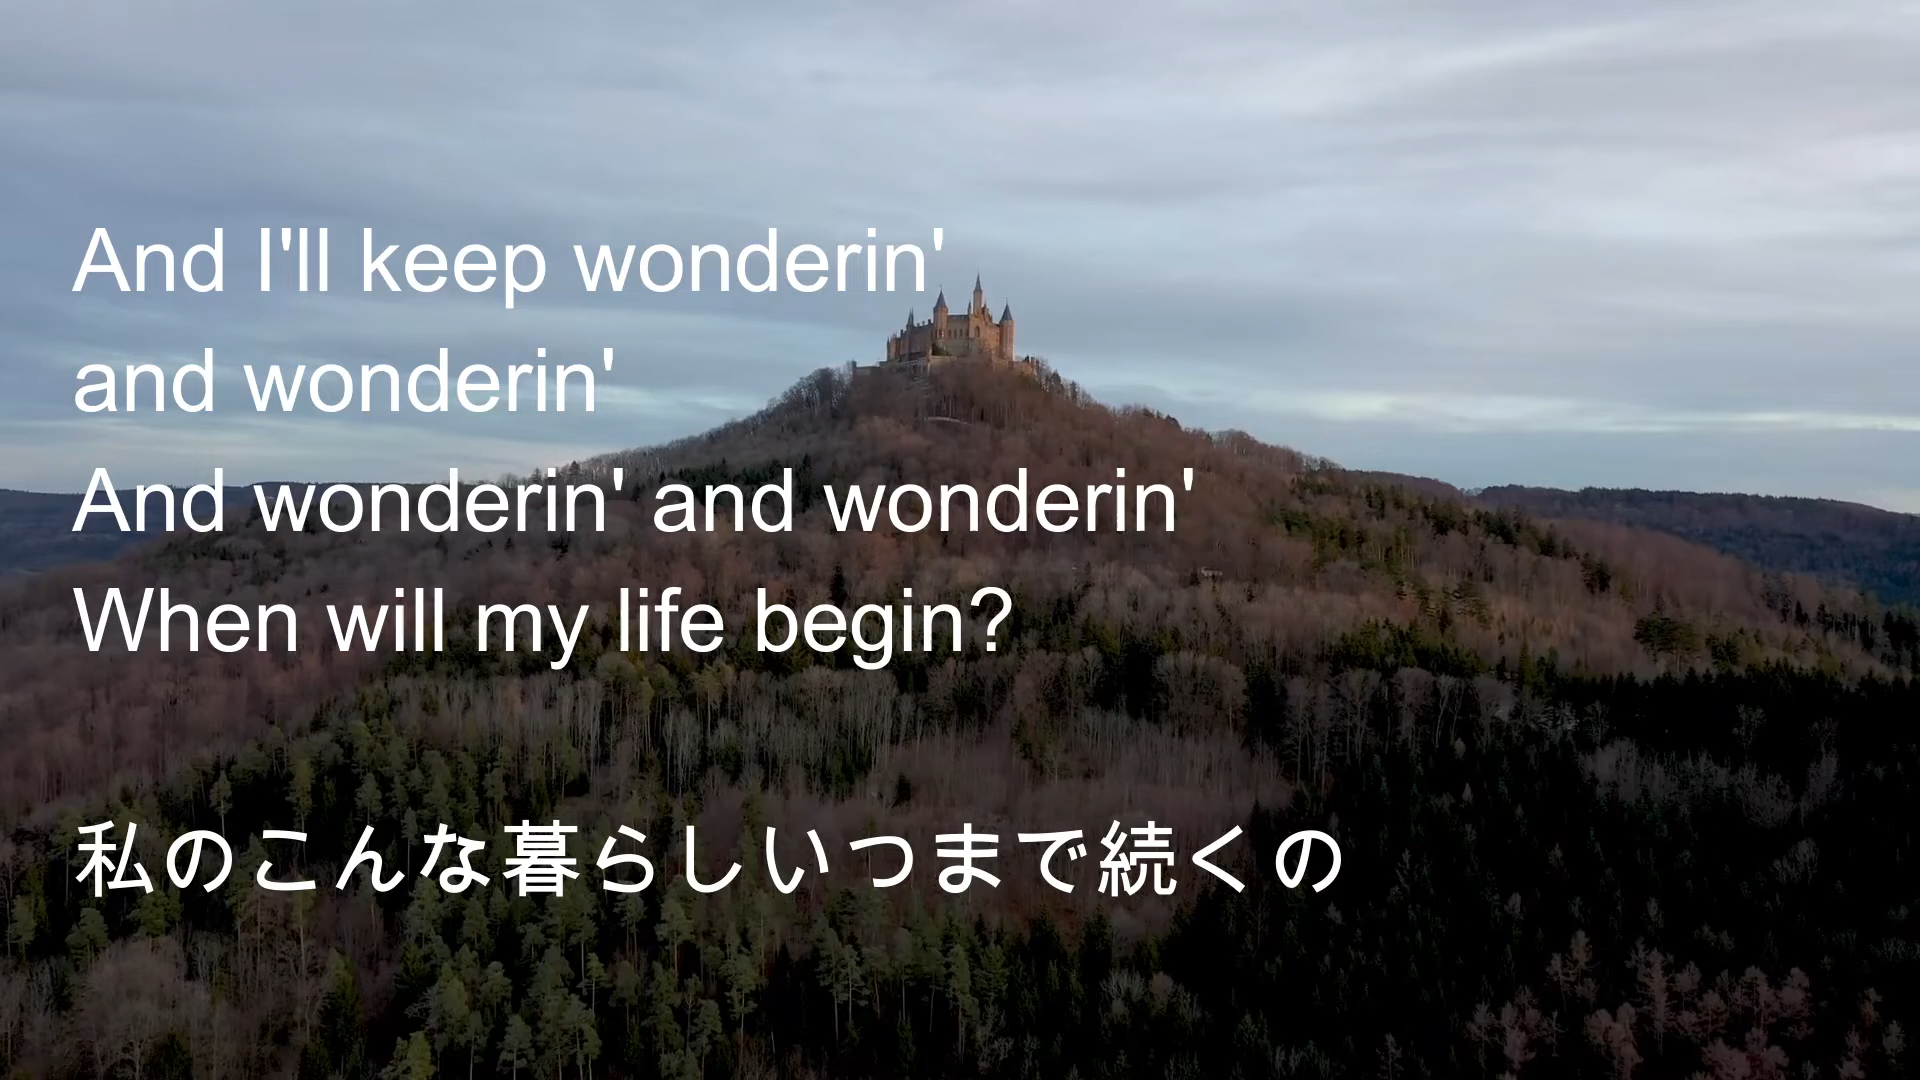 And I'll keep wonderin'
and wonderin'
And wonderin' and wonderin'
When will my life begin?
私のこんな暮らしいつまで続くの